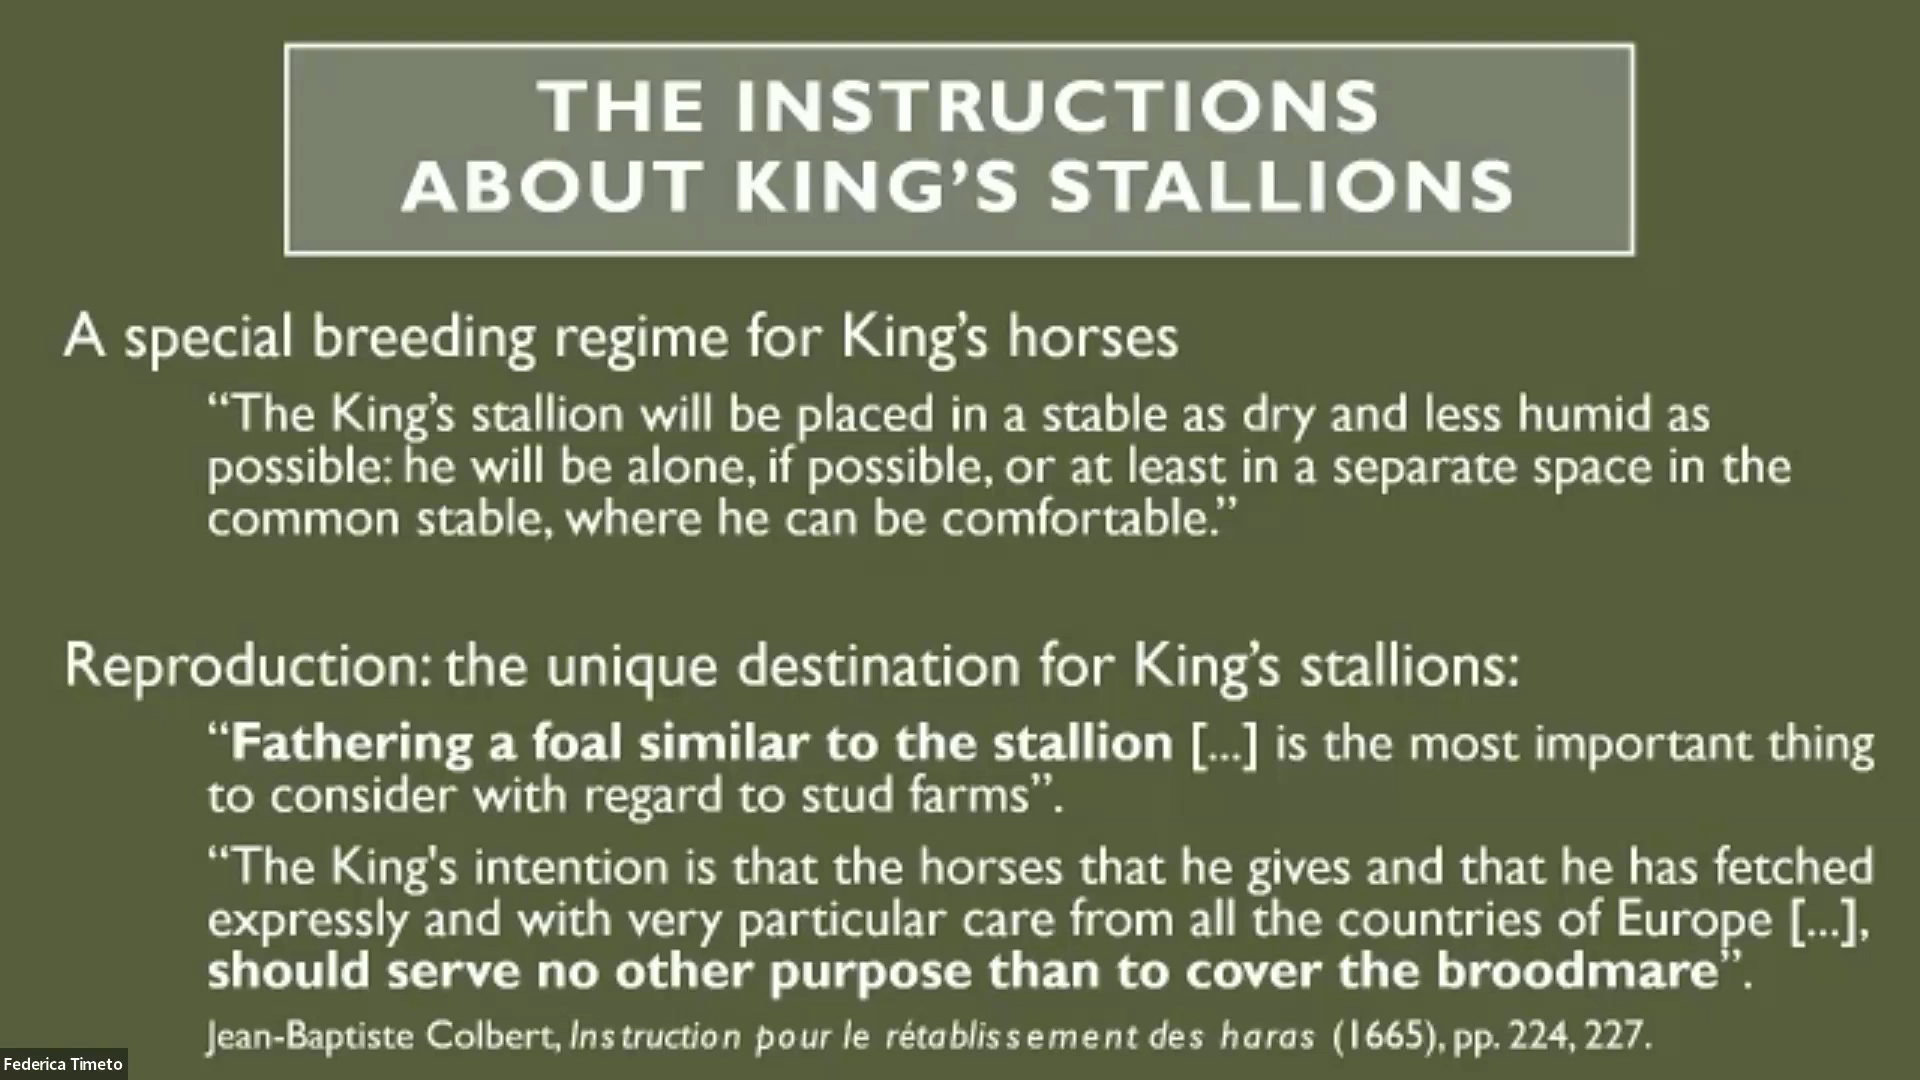 THE INSTRUCTIONS
ABOUT KING’S STALLIONS
A special breeding regime for King’s horses
“The King’s stallion will be placed in a stable as dry and less humid as
possible: he will be alone, if possible, or at least in a separate space in the
common stable, where he can be comfortable.”
Reproduction: the unique destination for King’s stallions:
“Fathering a foal similar to the stallion [...] is the most important thing
to consider with regard to stud farms”.
“The King's intention is that the horses that he gives and that he has fetched
expressly and with very particular care from all the countries of Europe [...],
should serve no other purpose than to cover the broodmare”.
Jean-Baptiste Colbert, Instruction pour le rétablissement des haras (1665), pp. 224, 227.
Federica Timeto